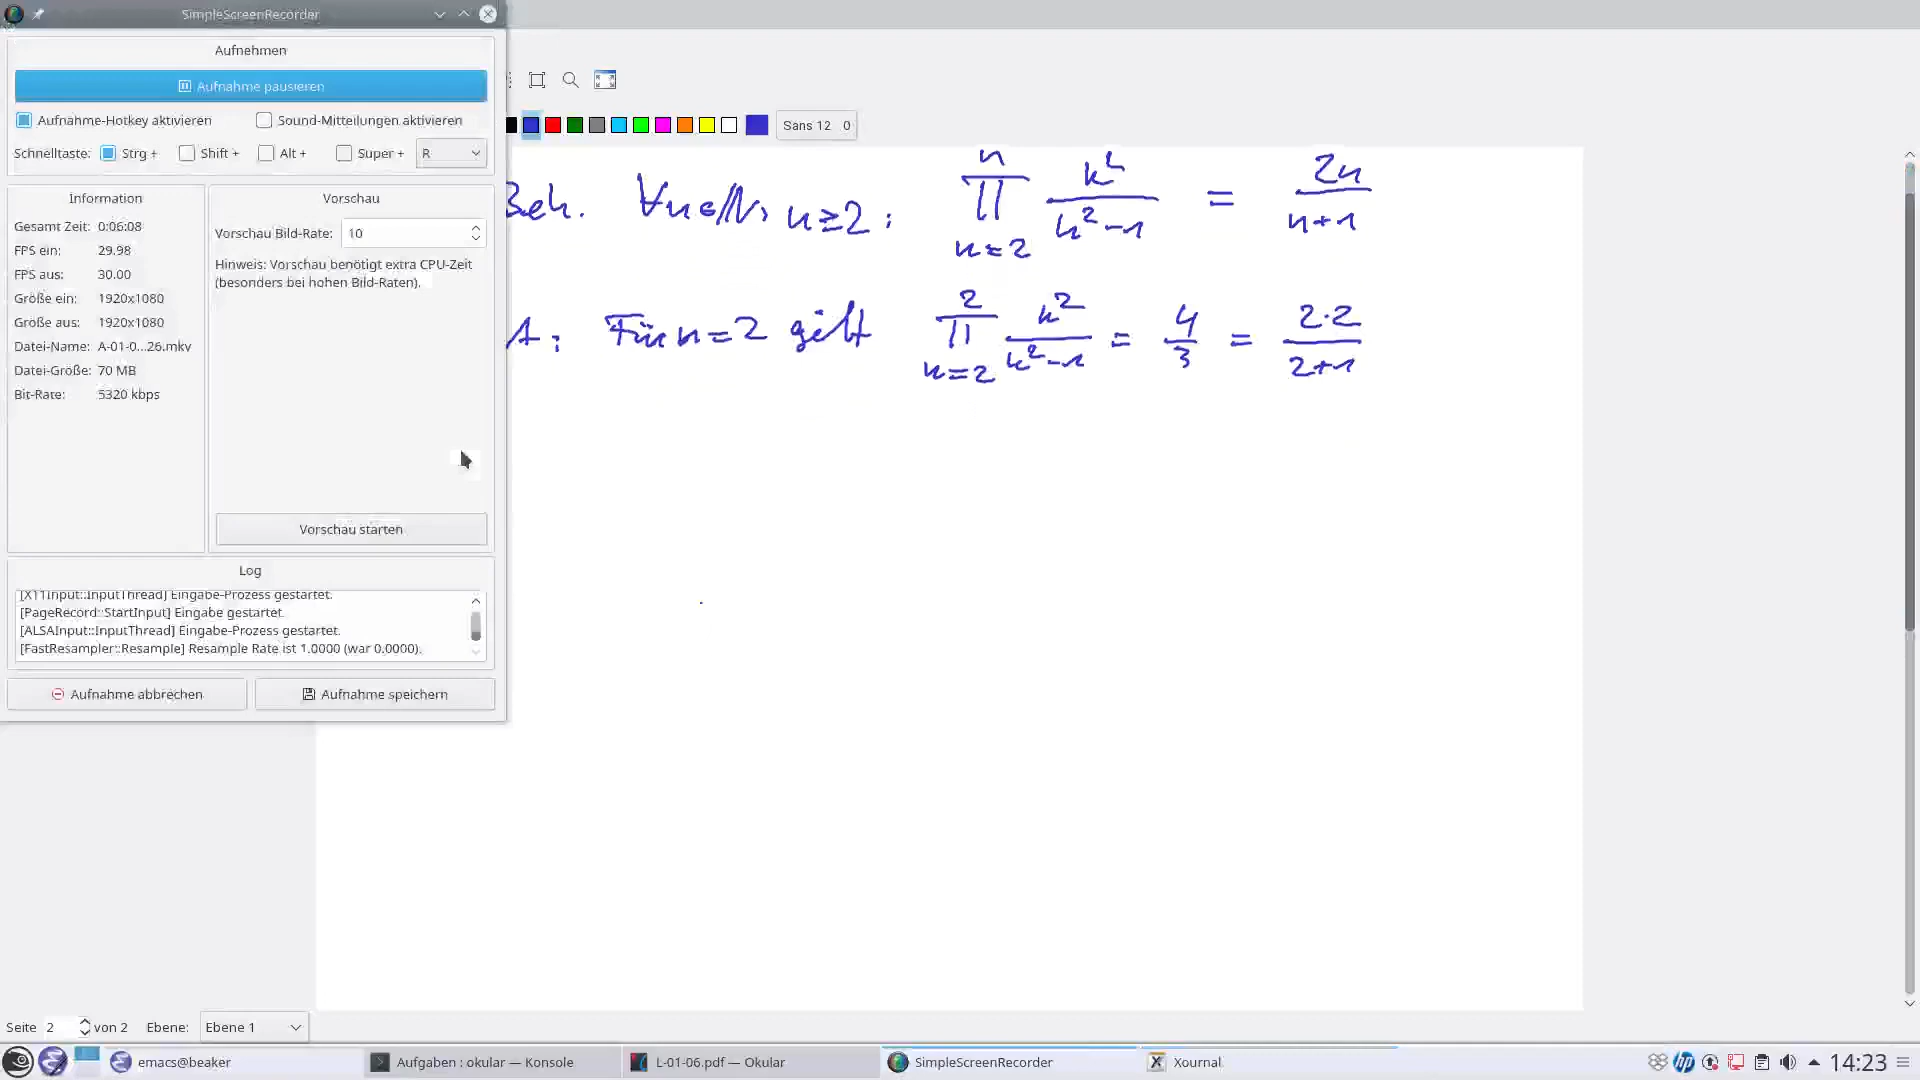 SimpleScreenRecorder
Aufnehmen
Aufnahme pausieren
Aufnahme-Hotkey aktivieren Sound-Mitteilungen aktivieren
Schnelltaste: Strg + Shift + Alt + Super + R
Information
Gesamt Zeit: 0:06:08
FPS ein: 29.98
FPS aus: 30.00
Größe ein: 1920x1080
Größe aus: 1920x1080
Datei-Name: A-01-0...26.mkv
Datei-Größe: 70 MB
Bit-Rate: 5320 kbps
Vorschau
Vorschau Bild-Rate: 10
Hinweis: Vorschau benötigt extra CPU-Zeit
(besonders bei hohen Bild-Raten).
Vorschau starten
Log
[X11Input::InputThread] Eingabe-Prozess gestartet.
[PageRecord::StartInput] Eingabe gestartet.
[ALSAInput::InputThread] Eingabe-Prozess gestartet.
[FastResampler::Resample] Resample Rate ist 1.0000 (war 0.0000).
Aufnahme abbrechen Aufnahme speichern
Sans 12 0
Beh. ∀n∈ℕ, n≥2: ∏_{k=2}^{n} k²/(k²-1) = 2n/(n+1)
A: Für n=2 gilt ∏_{k=2}^{2} k²/(k²-1) = 4/3 = 2·2/(2+1)
Seite 2 von 2 Ebene: Ebene 1
emacs@beaker Aufgaben : okular — Konsole L-01-06.pdf — Okular SimpleScreenRecorder Xournal hp 14:23